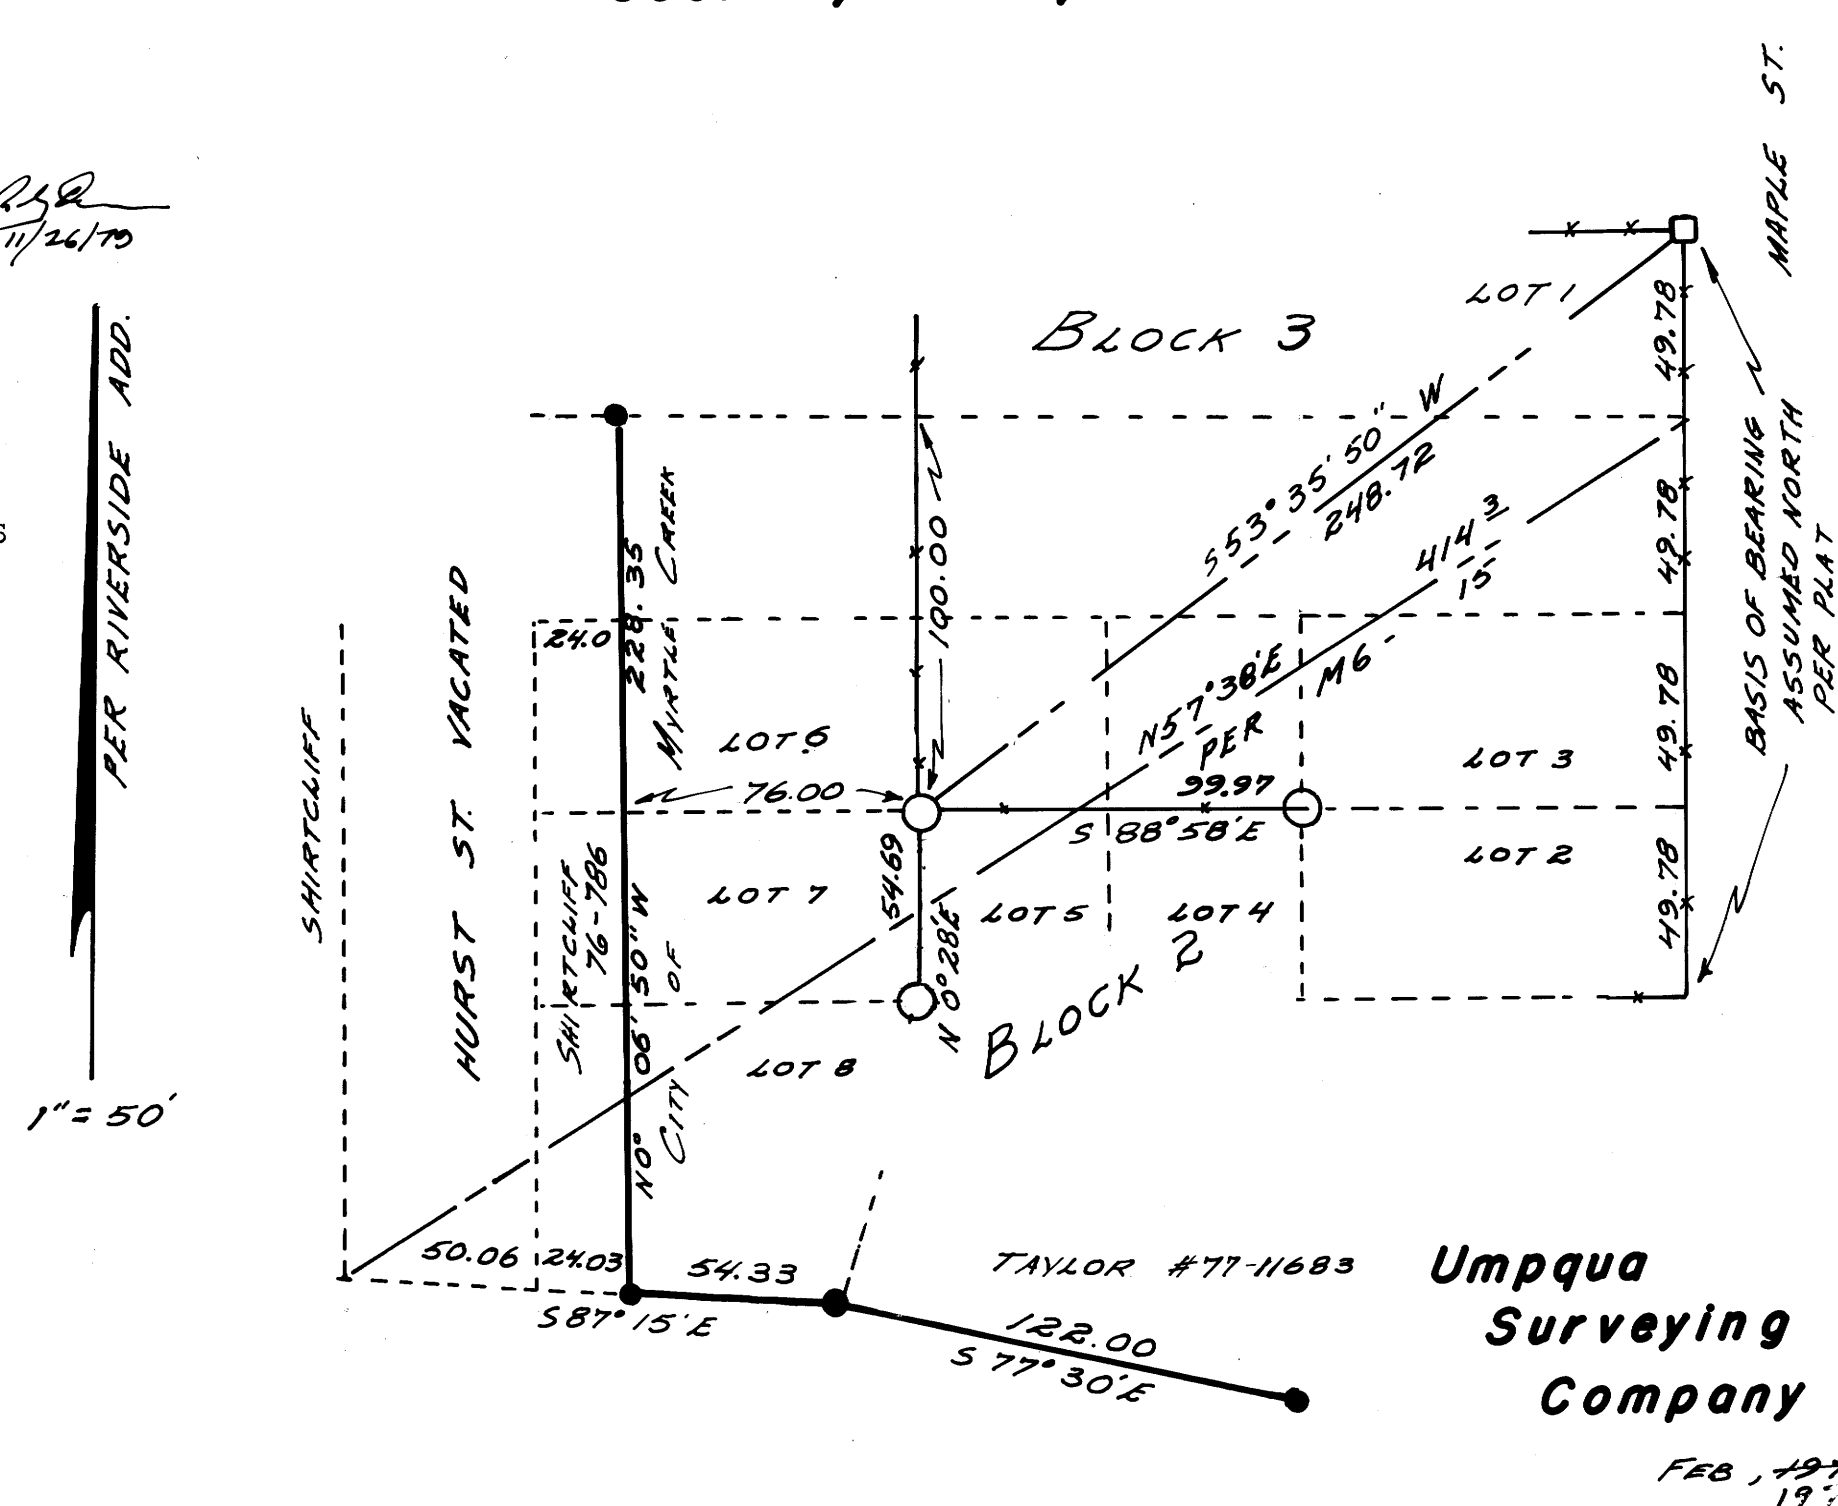 11/26/79
PER RIVERSIDE ADD.
1" = 50'
MAPLE ST.
LOT 1
BLOCK 3
49.78
49.78
49.78
49.78
BASIS OF BEARING
ASSUMED NORTH
PER PLAT
S 53° 35' 50" W
248.72
N57°38'E
414 3/15
PER M6-
100.00
228.35
MYRTLE CREEK
24.0
SHIRTCLIFF
HURST ST. VACATED
LOT 6
76.00
99.97
S 88°58'E
LOT 3
LOT 2
SHIRTCLIFF
76-786
LOT 7
54.69
N 0°28'E
LOT 5
LOT 4
BLOCK 2
N0° 06' 50" W
CITY OF
LOT 8
50.06
24.03
54.33
S87° 15'E
TAYLOR #77-11683
122.00
S 77° 30' E
Umpqua
Surveying
Company
FEB,